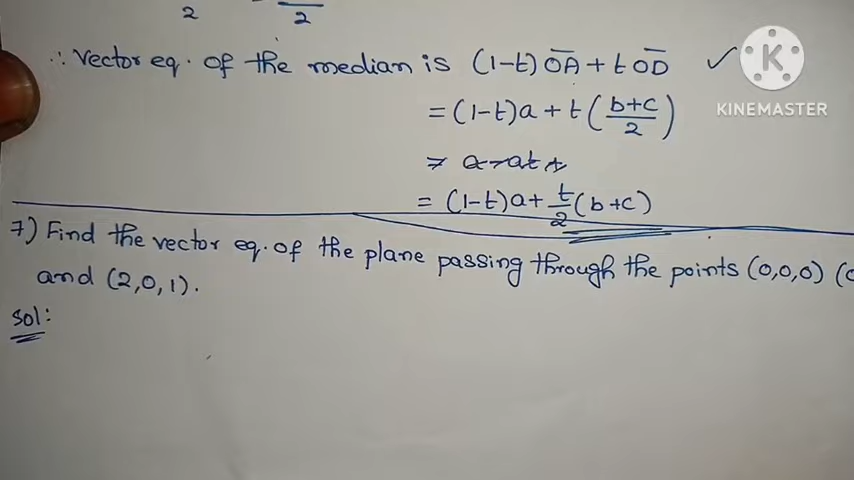 2 2
∴ Vector eq. of the median is (1-t) OA + t OD ✓
KINEMASTER
= (1-t)a + t (b+c/2)
= (1-t)a + t/2 (b+c)
7) Find the vector eq. of the plane passing through the points (0,0,0) (
and (2,0,1).
Sol: